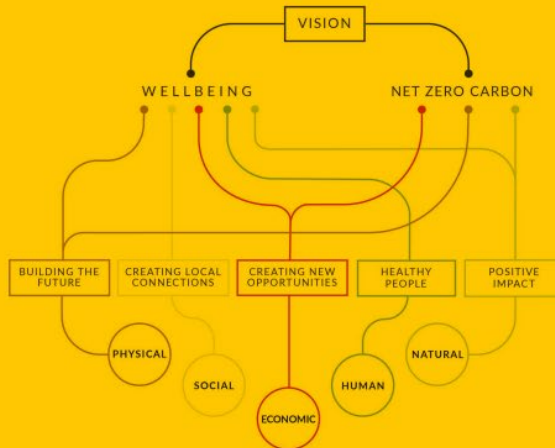 VISION
WELLBEING
NET ZERO CARBON
BUILDING THE
FUTURE
CREATING LOCAL
CONNECTIONS
CREATING NEW
OPPORTUNITIES
HEALTHY
PEOPLE
POSITIVE
IMPACT
PHYSICAL
SOCIAL
ECONOMIC
HUMAN
NATURAL